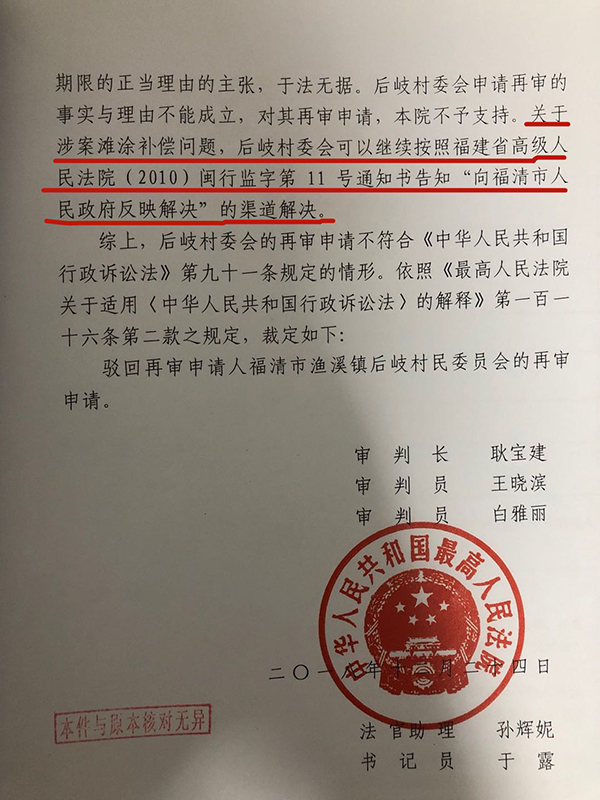 期限的正当理由的主张，于法无据。后岐村委会申请再审的
事实与理由不能成立，对其再审申请，本院不予支持。关于
涉案滩涂补偿问题，后岐村委会可以继续按照福建省高级人
民法院（2010）闽行监字第 11 号通知书告知“向福清市人
民政府反映解决”的渠道解决。
综上，后岐村委会的再审申请不符合《中华人民共和国
行政诉讼法》第九十一条规定的情形。依照《最高人民法院
关于适用〈中华人民共和国行政诉讼法〉的解释》第一百一
十六条第二款之规定，裁定如下：
驳回再审申请人福清市渔溪镇后岐村民委员会的再审
申请。
审 判 长 耿宝建
审 判 员 王晓滨
审 判 员 白雅丽
中华人民共和国最高人民法院
二〇一 年十 月二十四日
本件与原本核对无异
法 官 助 理 孙辉妮
书 记 员 于 露